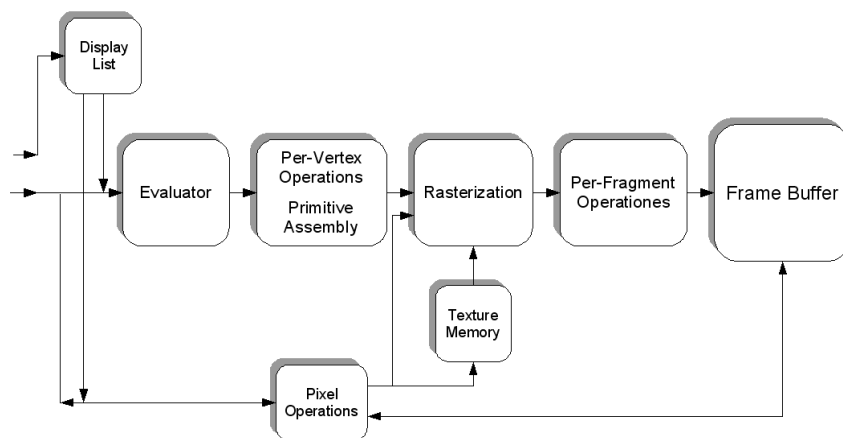 Display
List
Evaluator
Per-Vertex
Operations
Primitive
Assembly
Rasterization
Per-Fragment
Operationes
Frame Buffer
Texture
Memory
Pixel
Operations